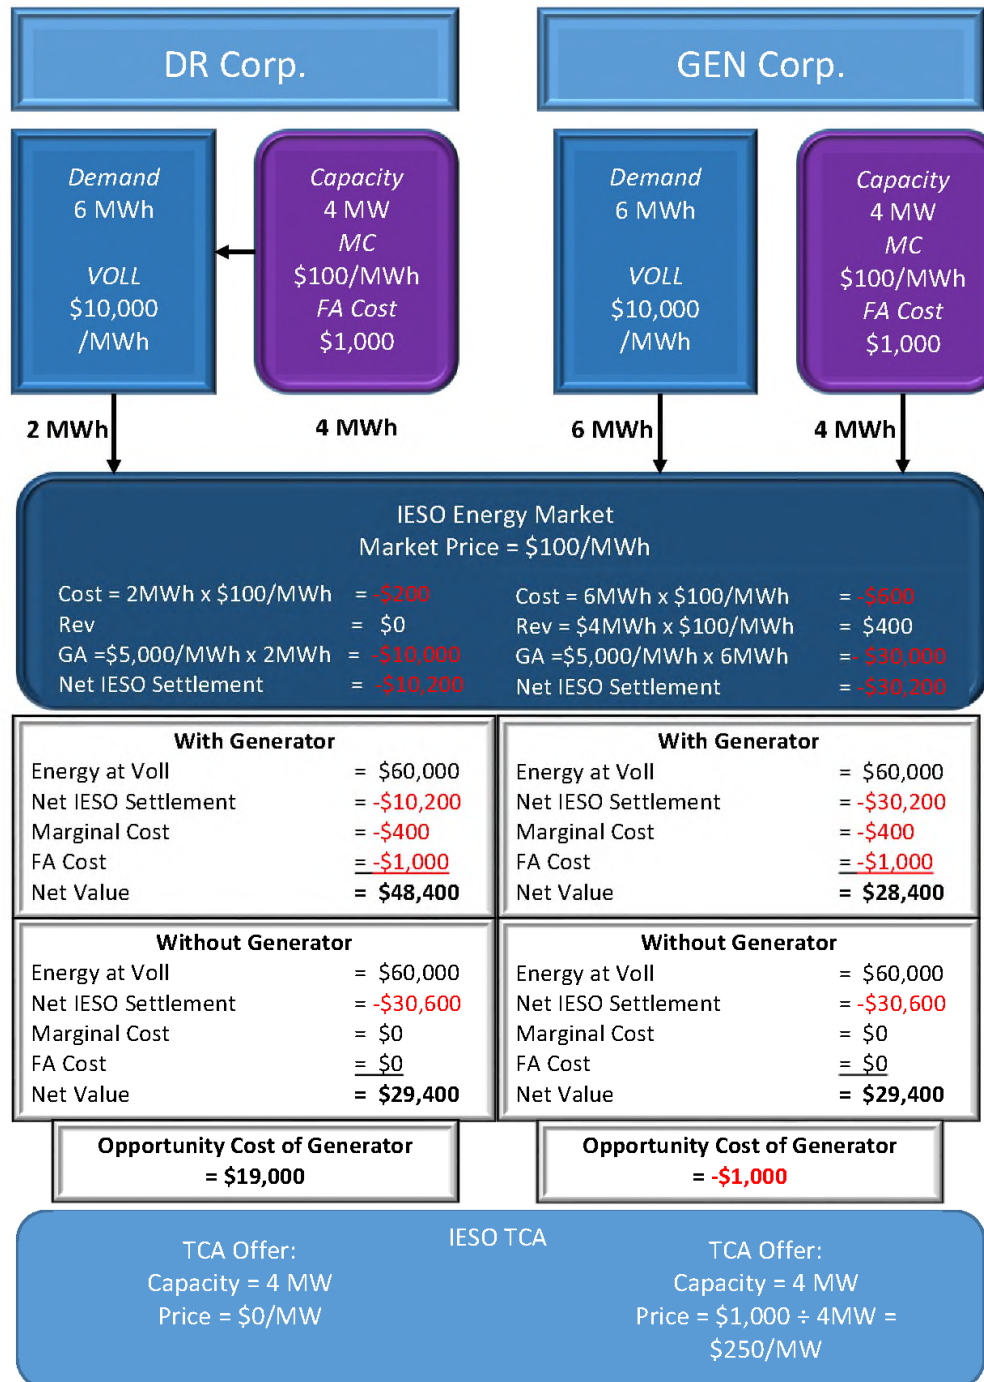 DR Corp.
GEN Corp.
Demand
6 MWh
VOLL
$10,000
/MWh
Capacity
4 MW
MC
$100/MWh
FA Cost
$1,000
Demand
6 MWh
VOLL
$10,000
/MWh
Capacity
4 MW
MC
$100/MWh
FA Cost
$1,000
2 MWh
4 MWh
6 MWh
4 MWh
IESO Energy Market
Market Price = $100/MWh
Cost = 2MWh x $100/MWh = -$200
Rev = $0
GA =$5,000/MWh x 2MWh = -$10,000
Net IESO Settlement = -$10,200
Cost = 6MWh x $100/MWh = -$600
Rev = $4MWh x $100/MWh = $400
GA =$5,000/MWh x 6MWh = -$30,000
Net IESO Settlement = -$30,200
With Generator
Energy at Voll = $60,000
Net IESO Settlement = -$10,200
Marginal Cost = -$400
FA Cost = -$1,000
Net Value = $48,400
With Generator
Energy at Voll = $60,000
Net IESO Settlement = -$30,200
Marginal Cost = -$400
FA Cost = -$1,000
Net Value = $28,400
Without Generator
Energy at Voll = $60,000
Net IESO Settlement = -$30,600
Marginal Cost = $0
FA Cost = $0
Net Value = $29,400
Without Generator
Energy at Voll = $60,000
Net IESO Settlement = -$30,600
Marginal Cost = $0
FA Cost = $0
Net Value = $29,400
Opportunity Cost of Generator
= $19,000
Opportunity Cost of Generator
= -$1,000
IESO TCA
TCA Offer:
Capacity = 4 MW
Price = $0/MW
TCA Offer:
Capacity = 4 MW
Price = $1,000 ÷ 4MW =
$250/MW